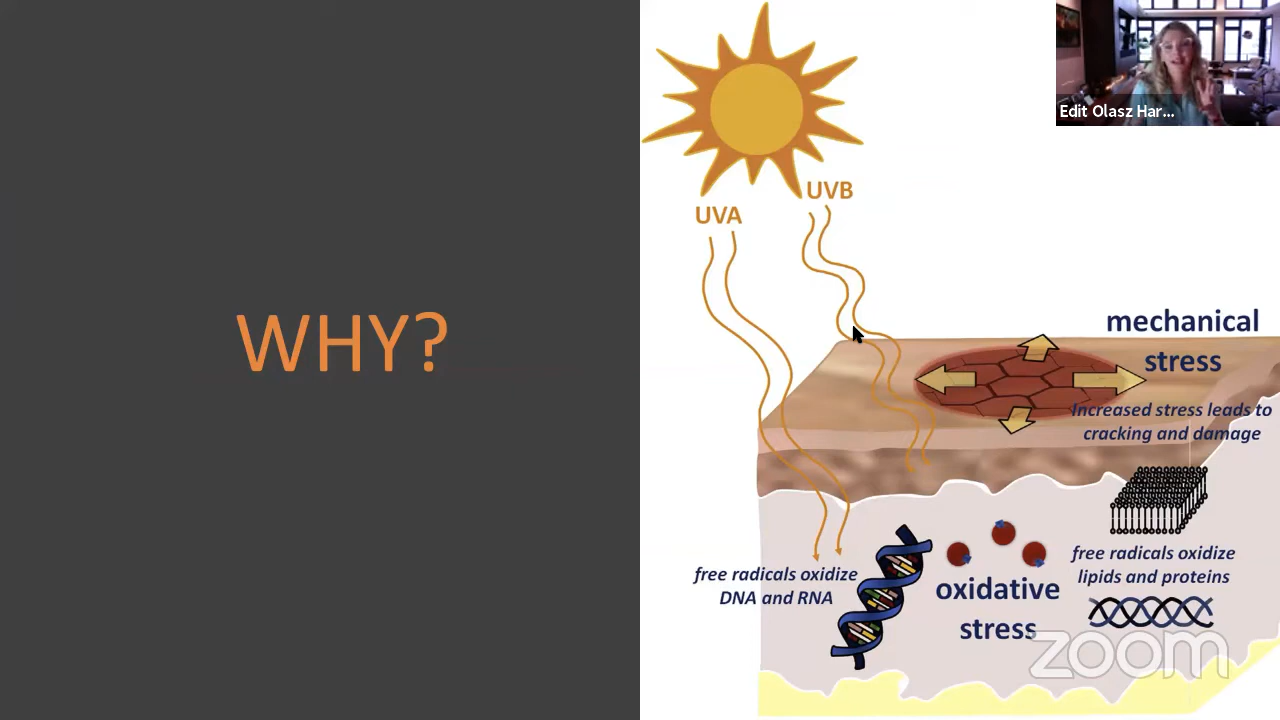 WHY?
UVA
UVB
mechanical
stress
Increased stress leads to
cracking and damage
free radicals oxidize
DNA and RNA
oxidative
stress
free radicals oxidize
lipids and proteins
Edit Olasz Har...
zoom